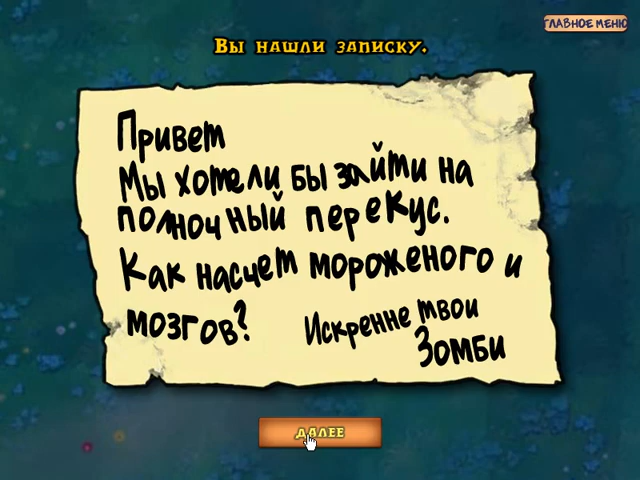 ГЛАВНОЕ МЕНЮ
Вы нашли записку.
Привет
Мы хотели бы зайти на
полночный перекус.
Как насчет мороженого и
мозгов?
Искренне твои
Зомби
ДАЛЕЕ